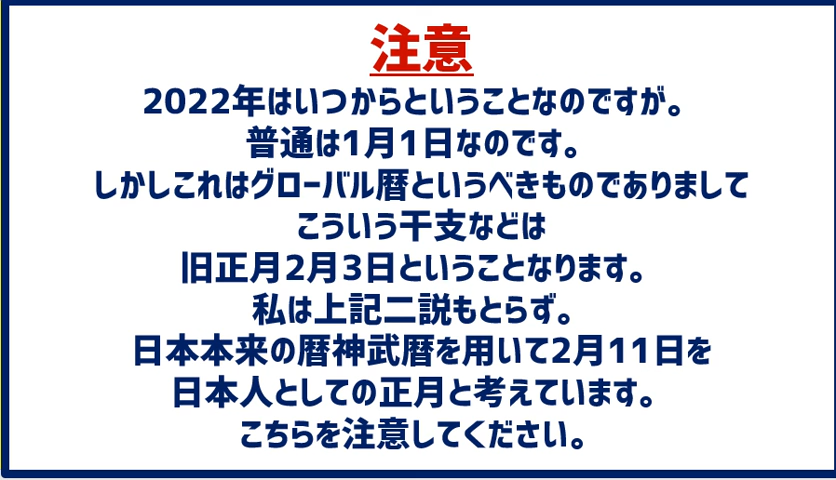 注意
2022年はいつからということなのですが。
普通は1月1日なのです。
しかしこれはグローバル暦というべきものでありまして
こういう干支などは
旧正月2月3日ということなります。
私は上記二説もとらず。
日本本来の暦神武暦を用いて2月11日を
日本人としての正月と考えています。
こちらを注意してください。